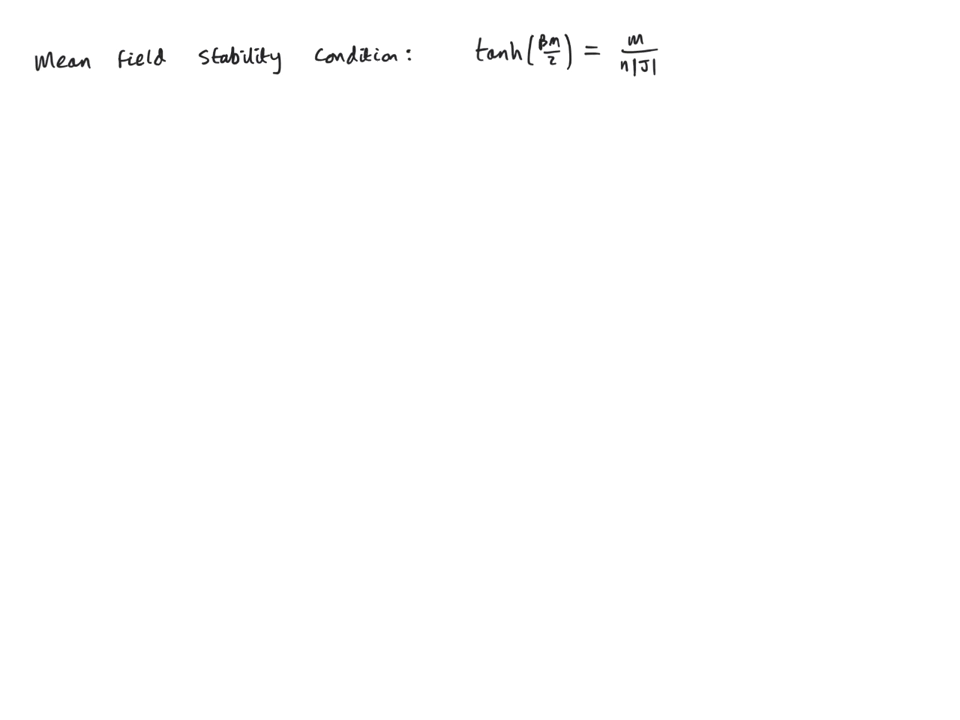 Mean field stability condition: tanh(βm/2) = m/n|J|